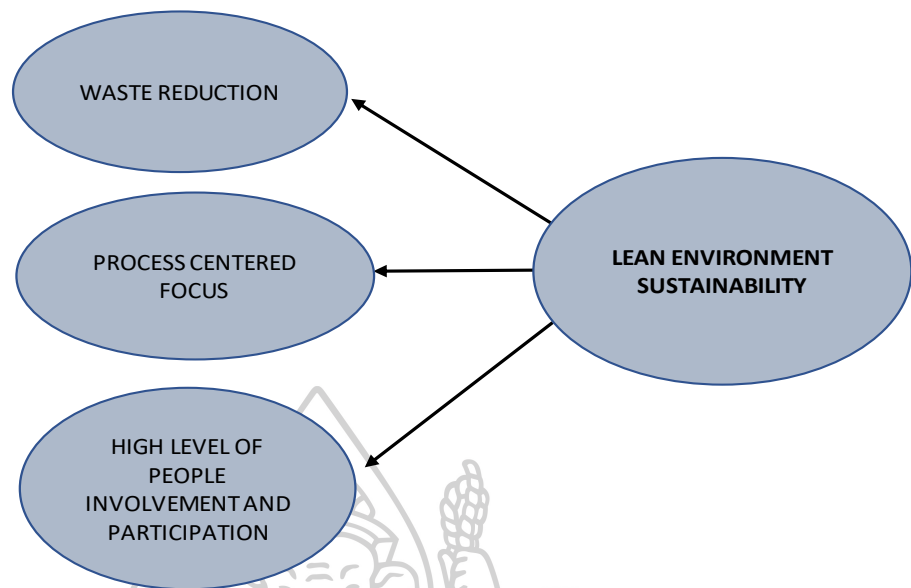 WASTE REDUCTION
PROCESS CENTERED
FOCUS
LEAN ENVIRONMENT
SUSTAINABILITY
HIGH LEVEL OF
PEOPLE
INVOLVEMENT AND
PARTICIPATION